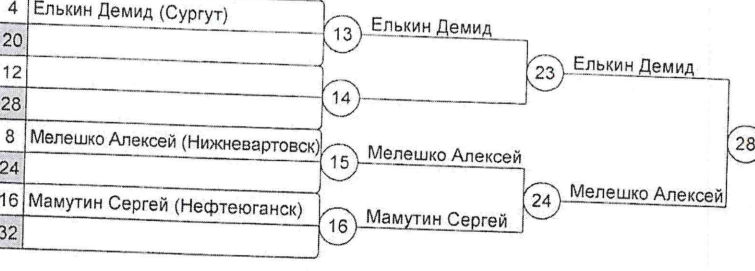 4 Елькин Демид (Сургут)
20
12
28
8 Мелешко Алексей (Нижневартовск)
24
16 Мамутин Сергей (Нефтеюганск)
32
13 Елькин Демид
14
15 Мелешко Алексей
16 Мамутин Сергей
23 Елькин Демид
24 Мелешко Алексей
28